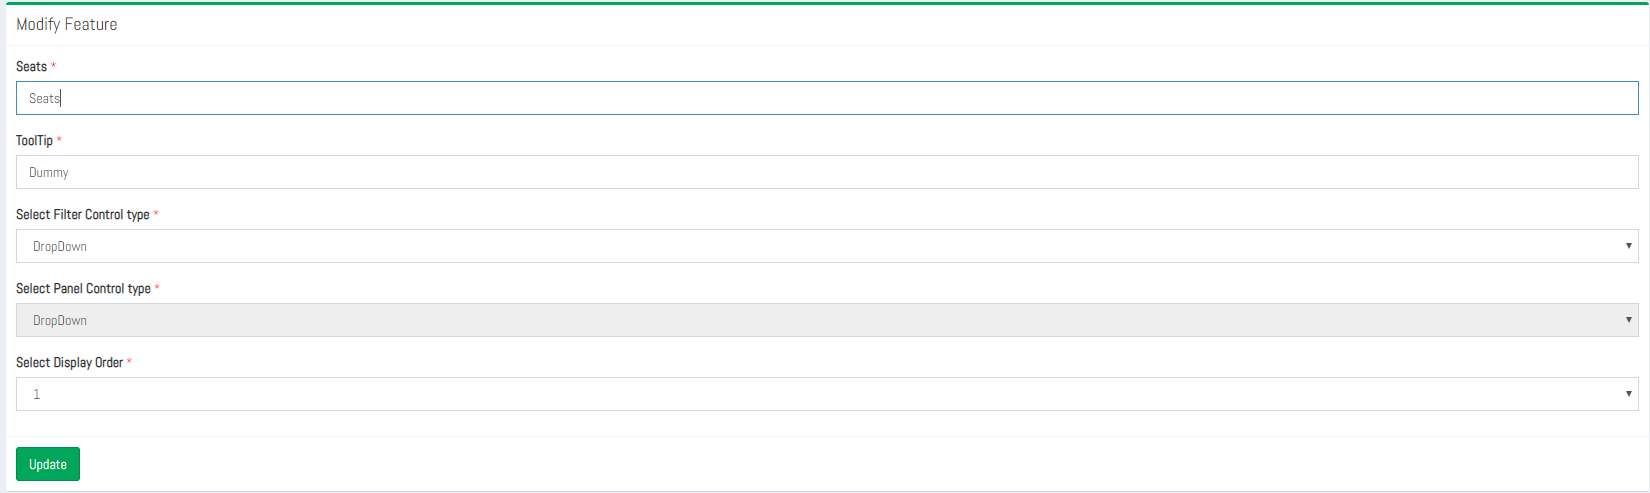 Modify Feature
Seats *
Seats
ToolTip *
Dummy
Select Filter Control type *
DropDown
Select Panel Control type *
DropDown
Select Display Order *
1
Update